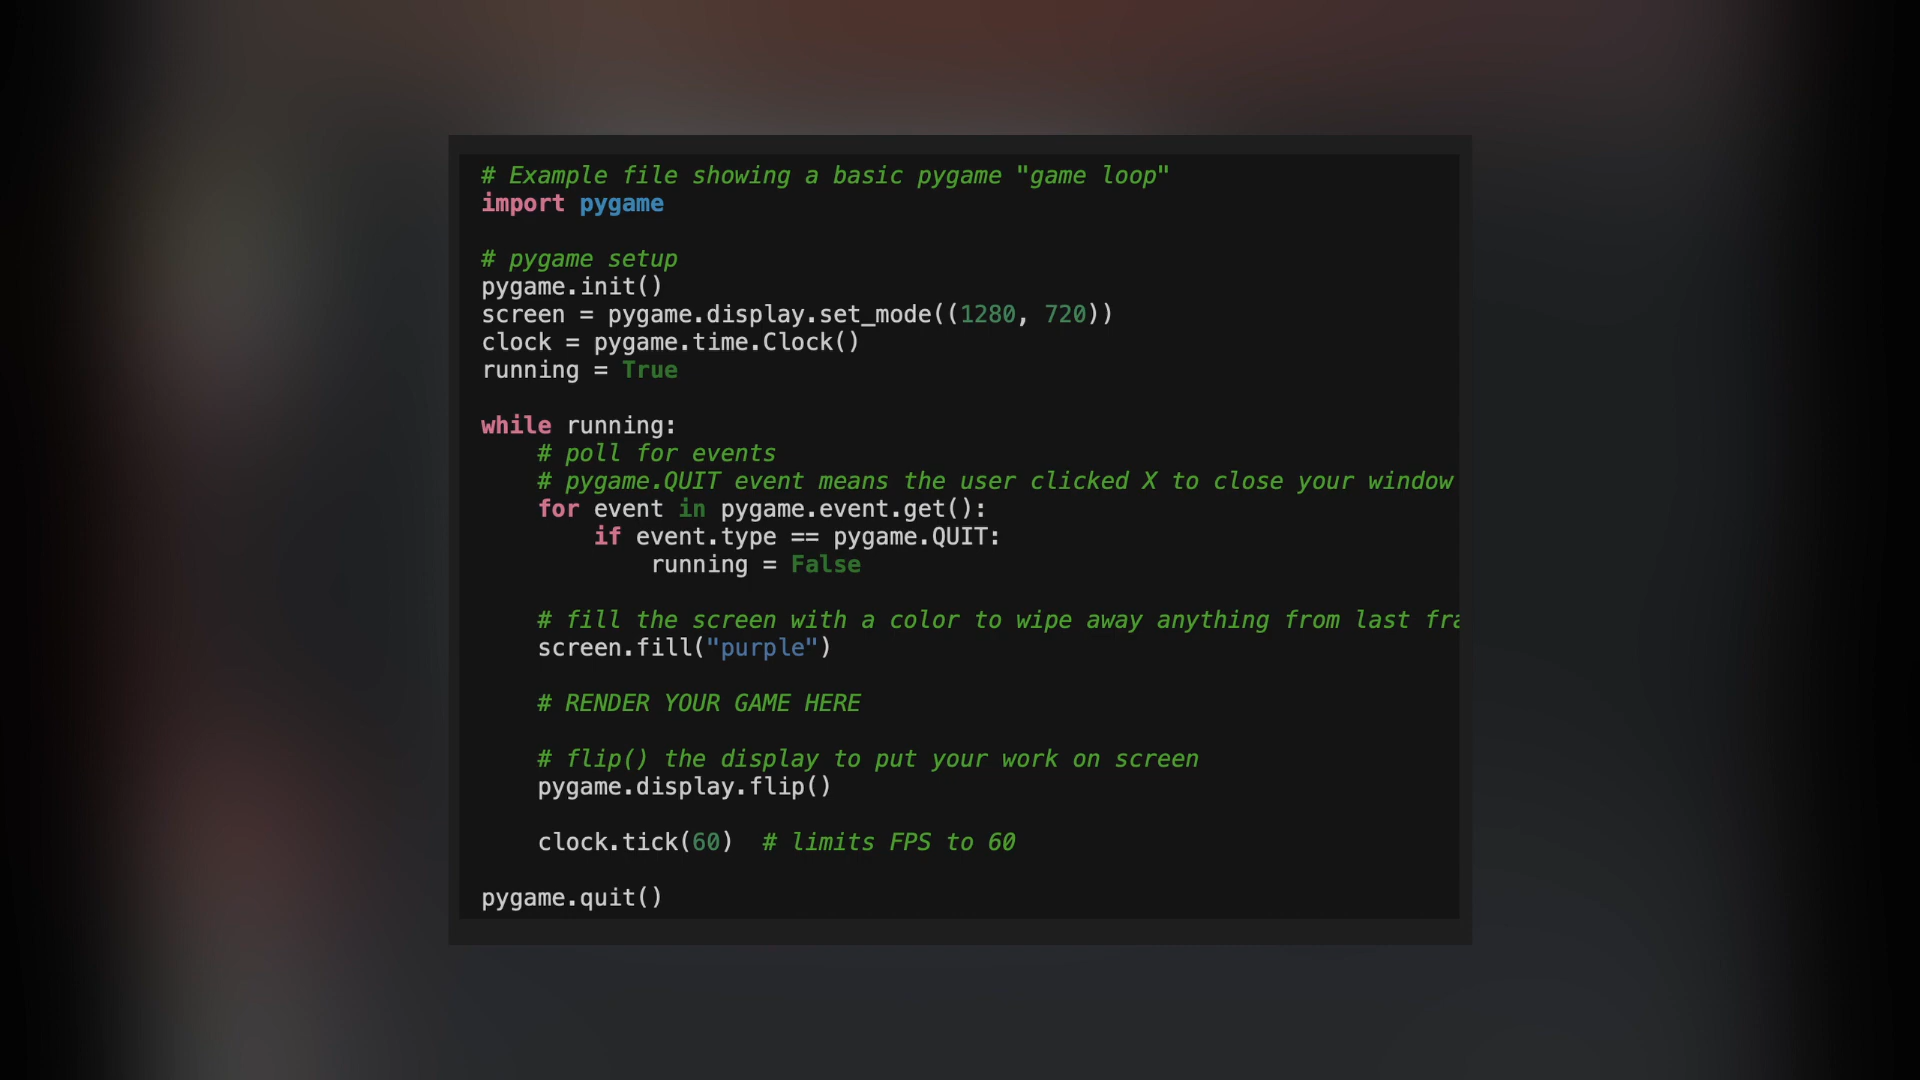 # Example file showing a basic pygame "game loop"
import pygame

# pygame setup
pygame.init()
screen = pygame.display.set_mode((1280, 720))
clock = pygame.time.Clock()
running = True

while running:
    # poll for events
    # pygame.QUIT event means the user clicked X to close your window
    for event in pygame.event.get():
        if event.type == pygame.QUIT:
            running = False

    # fill the screen with a color to wipe away anything from last fra
    screen.fill("purple")

    # RENDER YOUR GAME HERE

    # flip() the display to put your work on screen
    pygame.display.flip()

    clock.tick(60)  # limits FPS to 60

pygame.quit()